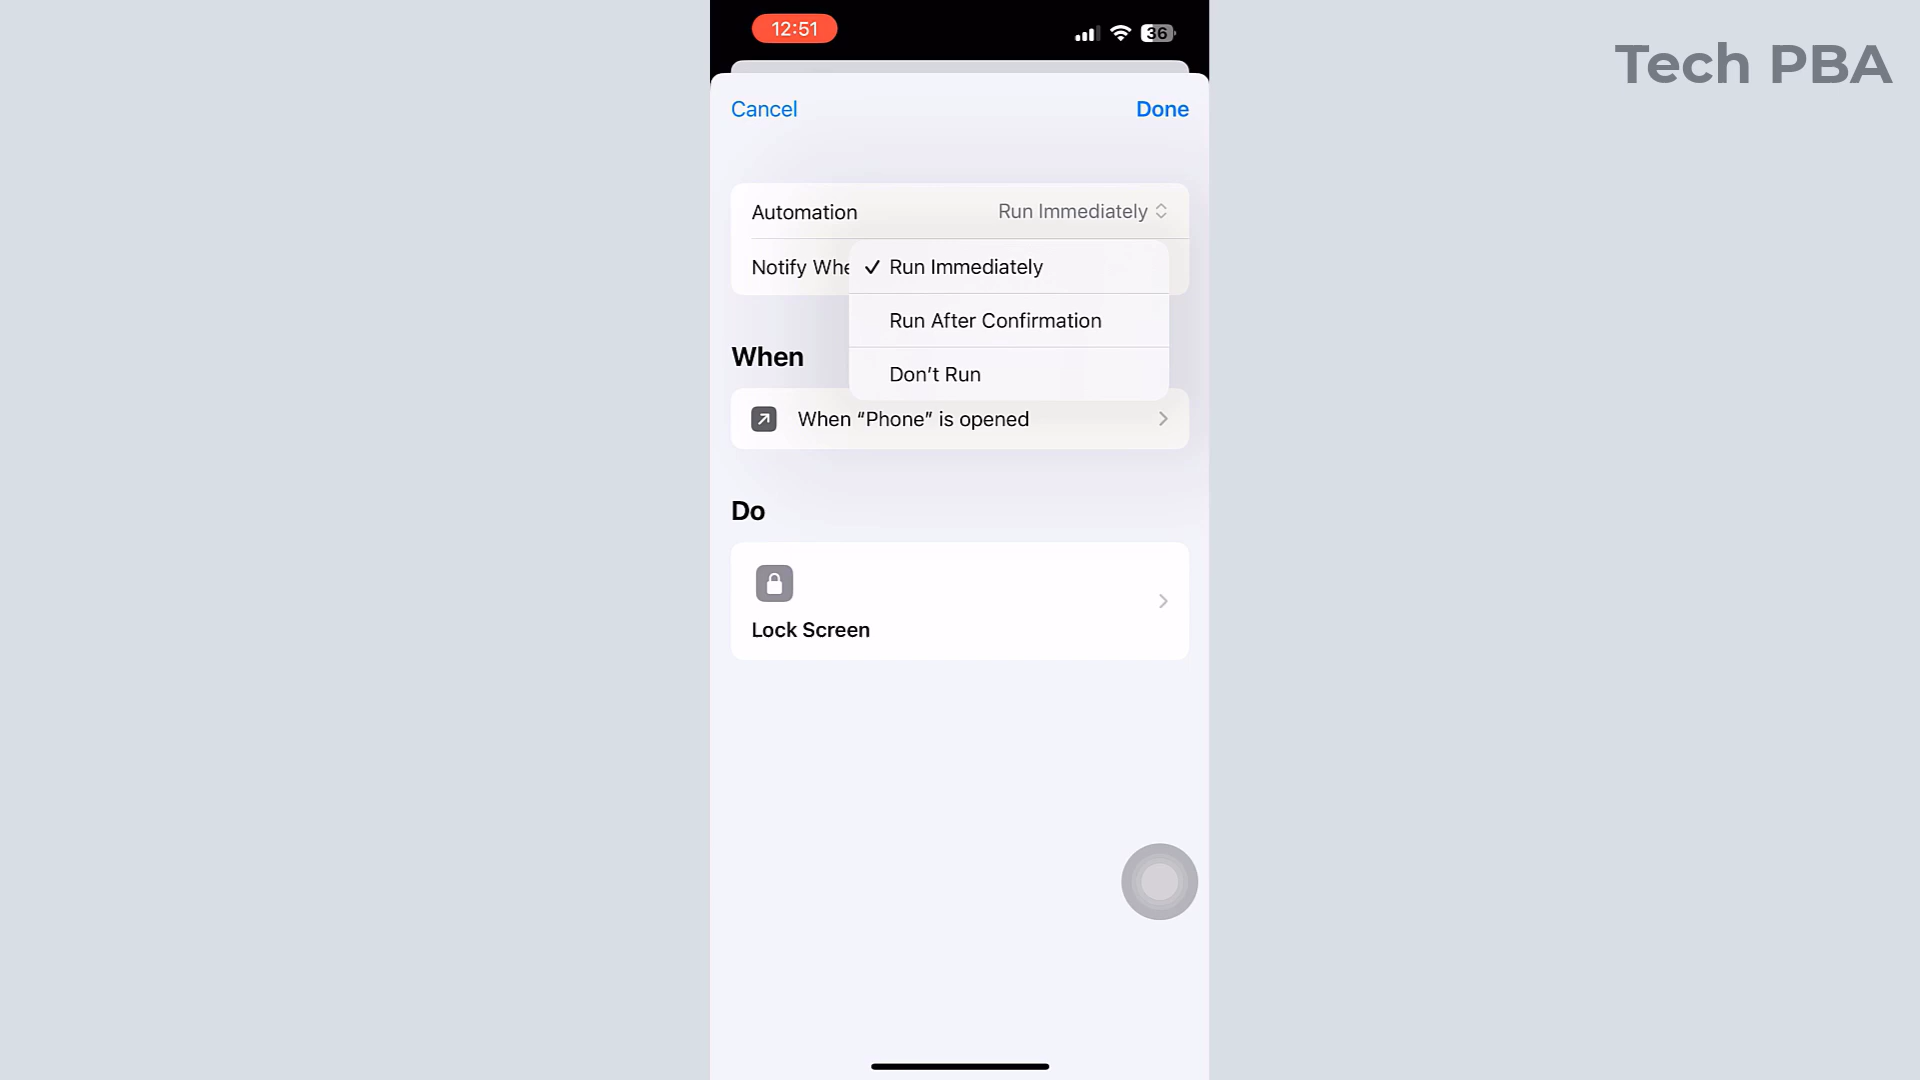 12:51
36
Tech PBA
Cancel
Done
Automation
Run Immediately
Notify Whe
✓ Run Immediately
Run After Confirmation
Don’t Run
When
When “Phone” is opened
Do
Lock Screen